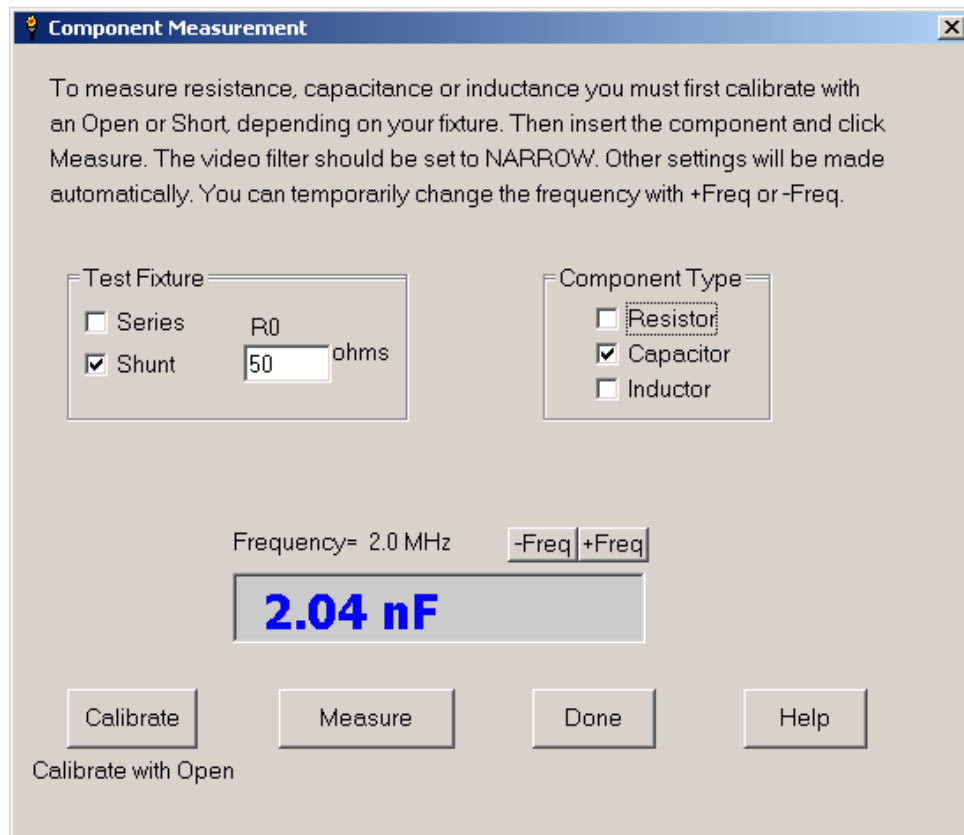 Component Measurement
To measure resistance, capacitance or inductance you must first calibrate with
an Open or Short, depending on your fixture. Then insert the component and click
Measure. The video filter should be set to NARROW. Other settings will be made
automatically. You can temporarily change the frequency with +Freq or -Freq.
Test Fixture
Series
Shunt
R0
50 ohms
Component Type
Resistor
Capacitor
Inductor
Frequency= 2.0 MHz -Freq +Freq
2.04 nF
Calibrate Measure Done Help
Calibrate with Open